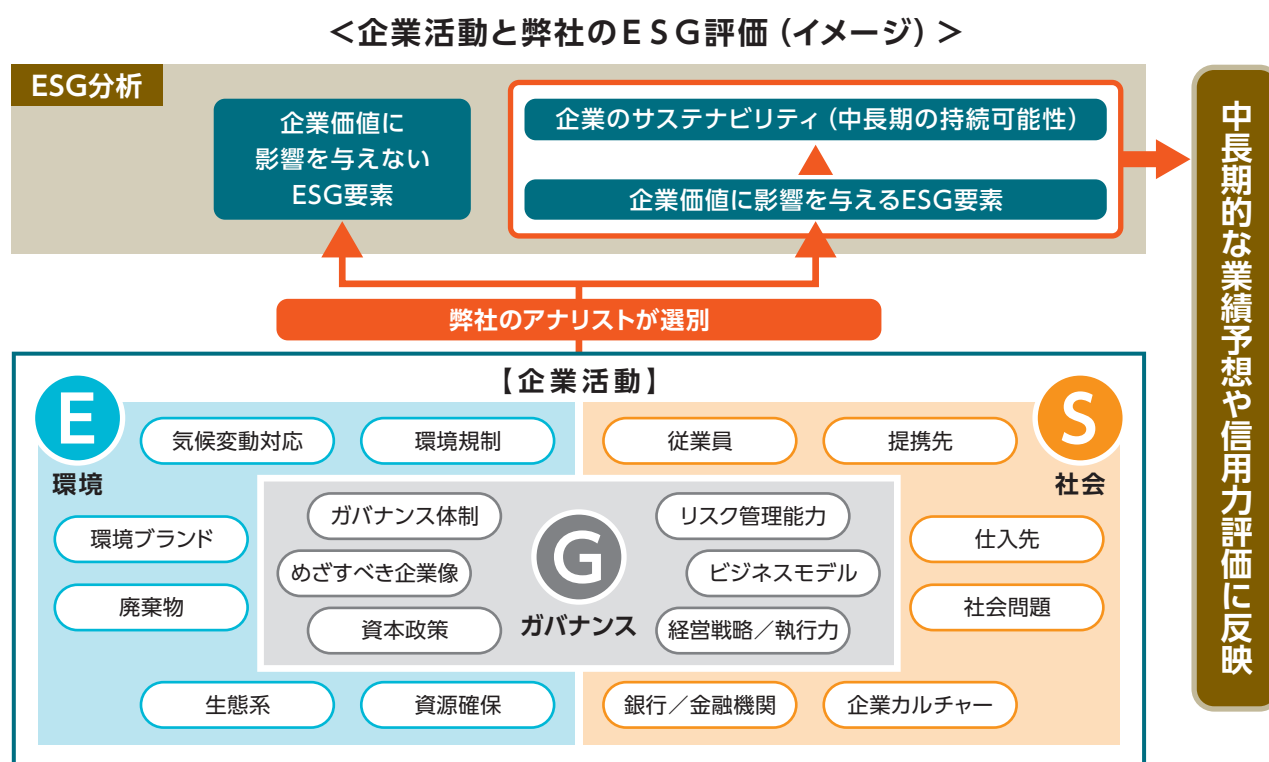 ＜企業活動と弊社のＥＳＧ評価（イメージ）＞
ESG分析
企業価値に
影響を与えない
ESG要素
企業のサステナビリティ（中長期の持続可能性）
企業価値に影響を与えるESG要素
中長期的な業績予想や信用力評価に反映
弊社のアナリストが選別
【企業活動】
E
環境
気候変動対応
環境規制
環境ブランド
廃棄物
生態系
資源確保
G
ガバナンス
ガバナンス体制
めざすべき企業像
資本政策
リスク管理能力
ビジネスモデル
経営戦略／執行力
S
社会
従業員
提携先
仕入先
社会問題
銀行／金融機関
企業カルチャー